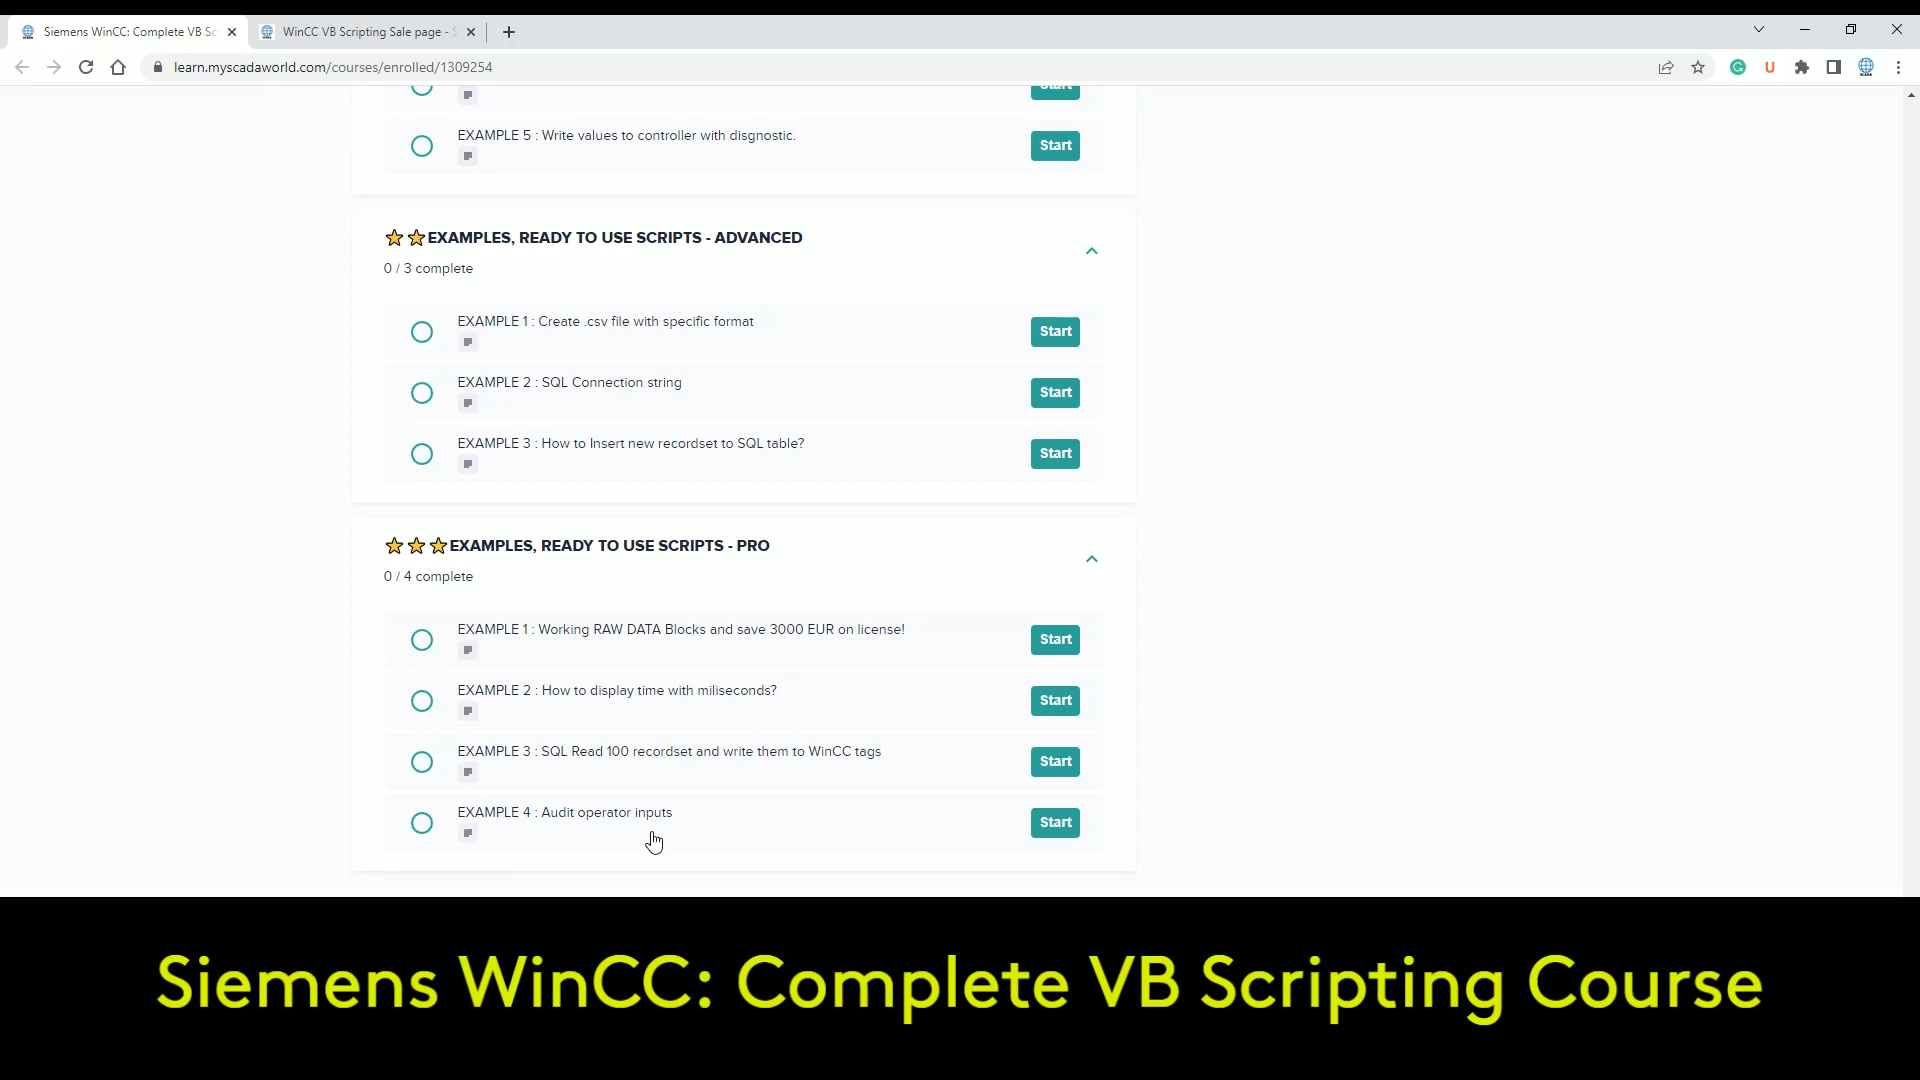 Siemens WinCC: Complete VB Sc
WinCC VB Scripting Sale page - S
learn.myscadaworld.com/courses/enrolled/1309254
Start
EXAMPLE 5 : Write values to controller with disgnostic.
Start
EXAMPLES, READY TO USE SCRIPTS - ADVANCED
0 / 3 complete
EXAMPLE 1 : Create .csv file with specific format
Start
EXAMPLE 2 : SQL Connection string
Start
EXAMPLE 3 : How to Insert new recordset to SQL table?
Start
EXAMPLES, READY TO USE SCRIPTS - PRO
0 / 4 complete
EXAMPLE 1 : Working RAW DATA Blocks and save 3000 EUR on license!
Start
EXAMPLE 2 : How to display time with miliseconds?
Start
EXAMPLE 3 : SQL Read 100 recordset and write them to WinCC tags
Start
EXAMPLE 4 : Audit operator inputs
Start
Siemens WinCC: Complete VB Scripting Course